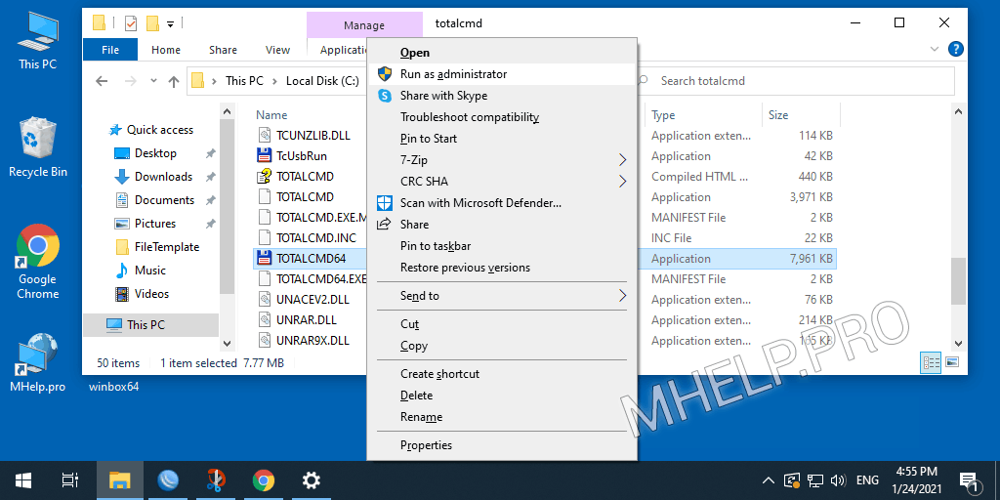 This PC
Recycle Bin
Google
Chrome
MHelp.pro
winbox64
Manage
totalcmd
File
Home
Share
View
Applicati
This PC
Local Disk (C:)
Search totalcmd
Quick access
Desktop
Downloads
Documents
Pictures
FileTemplate
Music
Videos
This PC
Name
Type
Size
TCUNZLIB.DLL
Application exten...
114 KB
TcUsbRun
Application
42 KB
TOTALCMD
Compiled HTML ...
440 KB
TOTALCMD
Application
3,971 KB
TOTALCMD.EXE.M
MANIFEST File
2 KB
TOTALCMD.INC
INC File
22 KB
TOTALCMD64
Application
7,961 KB
TOTALCMD64.EXE
MANIFEST File
2 KB
UNACEV2.DLL
Application exten...
76 KB
UNRAR.DLL
Application exten...
214 KB
UNRAR9X.DLL
Application exten...
165 KB
50 items
1 item selected 7.77 MB
Open
Run as administrator
Share with Skype
Troubleshoot compatibility
Pin to Start
7-Zip
CRC SHA
Scan with Microsoft Defender...
Share
Pin to taskbar
Restore previous versions
Send to
Cut
Copy
Create shortcut
Delete
Rename
Properties
MHELP.PRO
ENG
4:55 PM
1/24/2021
1